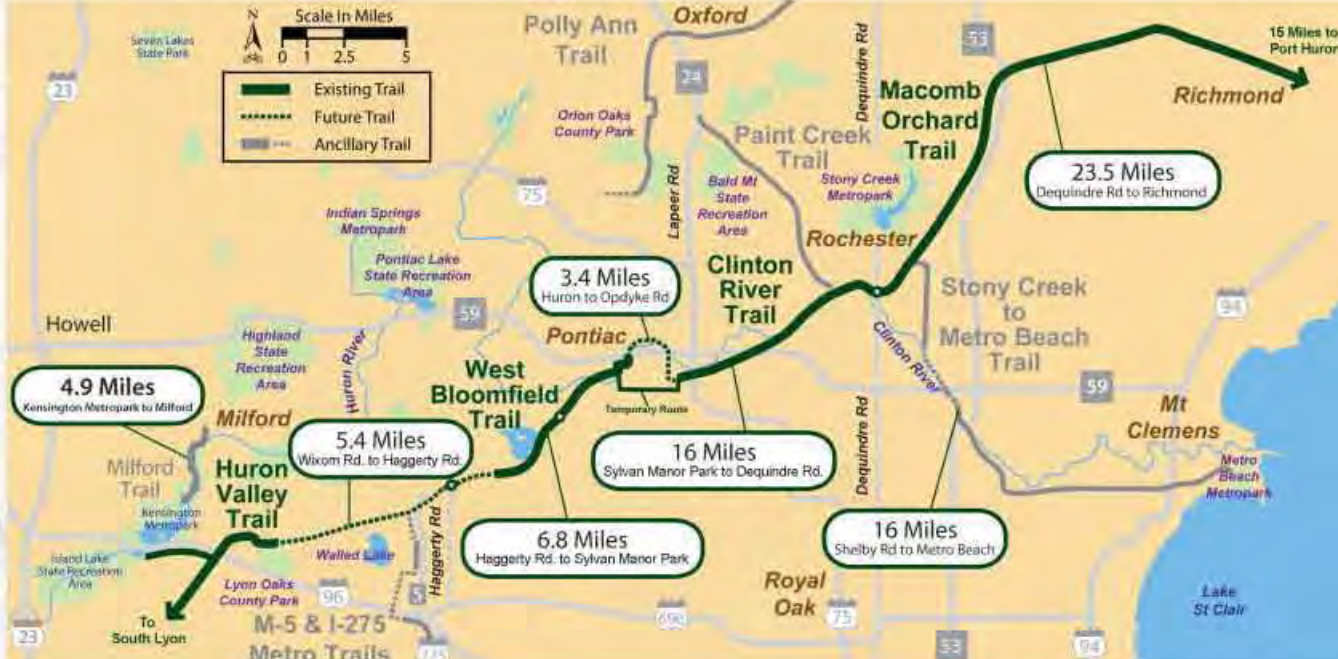 N
Scale In Miles
0 1 2.5 5
Existing Trail
Future Trail
Ancillary Trail
Seven Lakes
State Park
23
Polly Ann
Trail
Oxford
Orion Oaks
County Park
24
Lapeer Rd
Dequindre Rd
53
15 Miles to
Port Huron
Richmond
Macomb
Orchard
Trail
23.5 Miles
Dequindre Rd to Richmond
Paint Creek
Trail
Bald Mt
State
Recreation
Area
Stony Creek
Metropark
Rochester
75
Indian Springs
Metropark
Pontiac Lake
State Recreation
Area
59
3.4 Miles
Huron to Opdyke Rd
Pontiac
Clinton
River
Trail
Stony Creek
to
Metro Beach
Trail
94
Howell
Highland
State
Recreation
Area
Huron River
Clinton River
West
Bloomfield
Trail
Temporary Route
59
Mt
Clemens
4.9 Miles
Kensington Metropark to Milford
Milford
5.4 Miles
Wixom Rd. to Haggerty Rd.
16 Miles
Sylvan Manor Park to Dequindre Rd.
Dequindre Rd
Milford
Trail
Huron
Valley
Trail
Kensington
Metropark
Metro
Beach
Metropark
Island Lake
State Recreation
Area
Walled Lake
Haggerty Rd
6.8 Miles
Haggerty Rd. to Sylvan Manor Park
16 Miles
Shelby Rd to Metro Beach
Lyon Oaks
County Park
96
5
Royal
Oak
Lake
St Clair
To
South Lyon
23
M-5 & I-275
Metro Trails
275
696
75
53
94